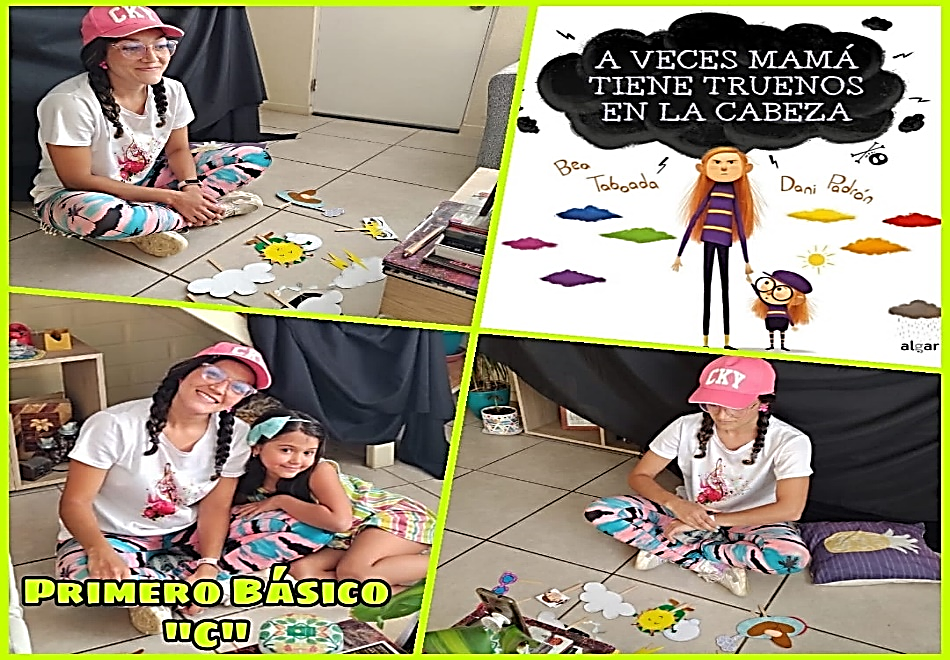 CKY
A VECES MAMÁ
TIENE TRUENOS
EN LA CABEZA
Bea
Taboada
Dani Padrón
algar
CKY
PRIMERO BÁSICO
"C"
CKY